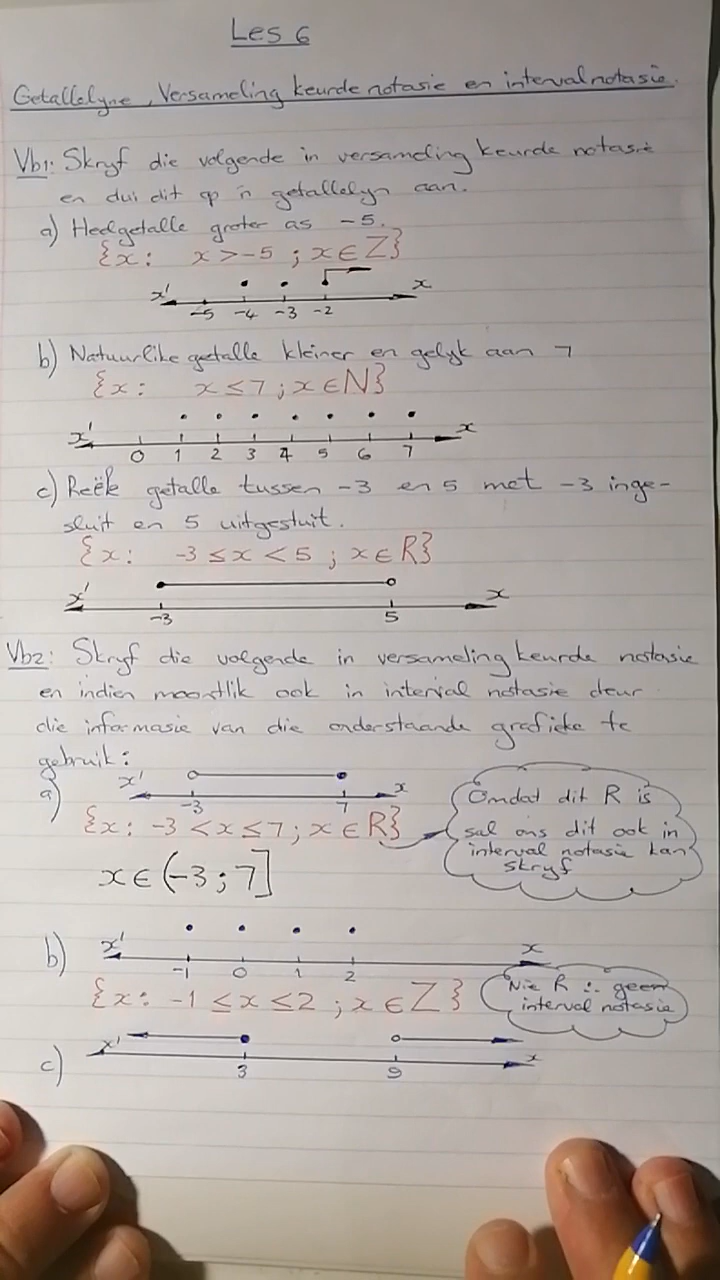 Les 6
Getallelyne, Versameling keurde notasie en intervalnotasie.
Vb1: Skryf die volgende in versameling keurde notasie
en dui dit op 'n getallelyn aan.
a) Heelgetalle groter as -5.
{x: x > -5 ; x ∈ Z}
x' -5 -4 -3 -2 x
b) Natuurlike getalle kleiner en gelyk aan 7
{x: x ≤ 7 ; x ∈ N}
x' 0 1 2 3 4 5 6 7 x
c) Reële getalle tussen -3 en 5 met -3 inge-
sluit en 5 uitgesluit.
{x: -3 ≤ x < 5 ; x ∈ R}
x' -3 5 x
Vb2: Skryf die volgende in versameling keurde notasie
en indien moontlik ook in interval notasie deur
die informasie van die onderstaande grafieke te
gebruik:
a) x' -3 7 x
{x: -3 < x ≤ 7 ; x ∈ R}
x ∈ (-3 ; 7]
Omdat dit R is
sal ons dit ook in
interval notasie kan
skryf
b) x' -1 0 1 2 x
{x: -1 ≤ x ≤ 2 ; x ∈ Z}
Nie R ∴ geen
interval notasie
c) x' 3 9 x